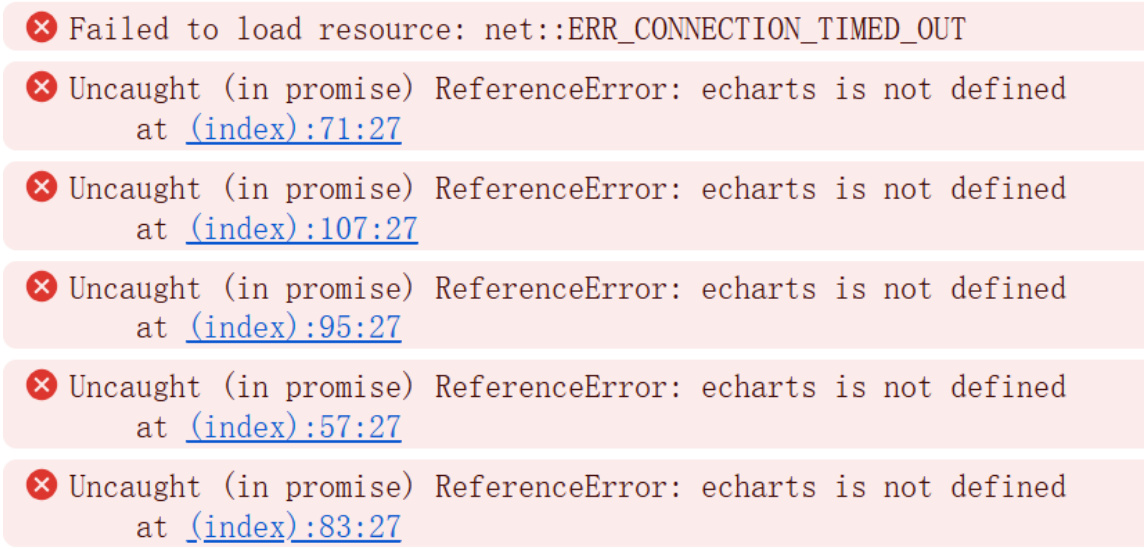 Failed to load resource: net::ERR_CONNECTION_TIMED_OUT
Uncaught (in promise) ReferenceError: echarts is not defined
at (index):71:27
Uncaught (in promise) ReferenceError: echarts is not defined
at (index):107:27
Uncaught (in promise) ReferenceError: echarts is not defined
at (index):95:27
Uncaught (in promise) ReferenceError: echarts is not defined
at (index):57:27
Uncaught (in promise) ReferenceError: echarts is not defined
at (index):83:27